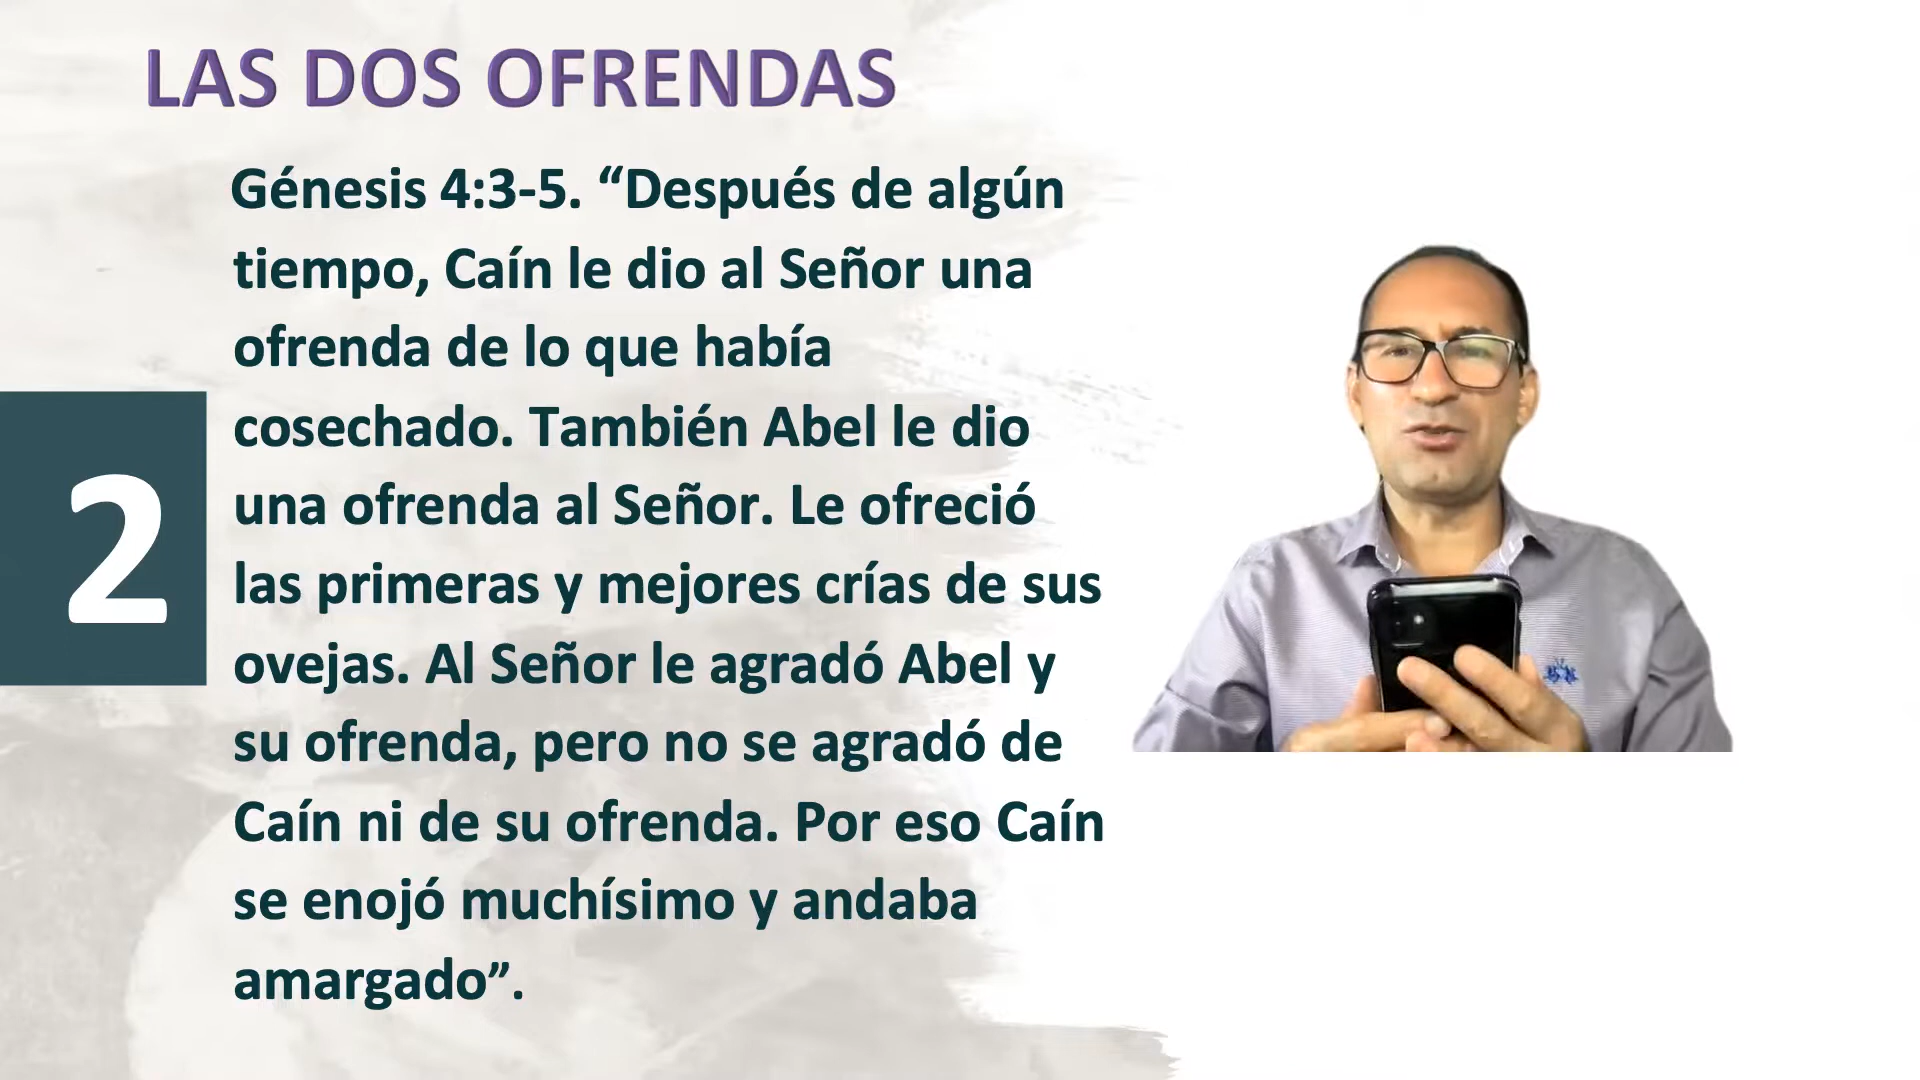 LAS DOS OFRENDAS
Génesis 4:3-5. “Después de algún
tiempo, Caín le dio al Señor una
ofrenda de lo que había
cosechado. También Abel le dio
una ofrenda al Señor. Le ofreció
las primeras y mejores crías de sus
ovejas. Al Señor le agradó Abel y
su ofrenda, pero no se agradó de
Caín ni de su ofrenda. Por eso Caín
se enojó muchísimo y andaba
amargado”.
2